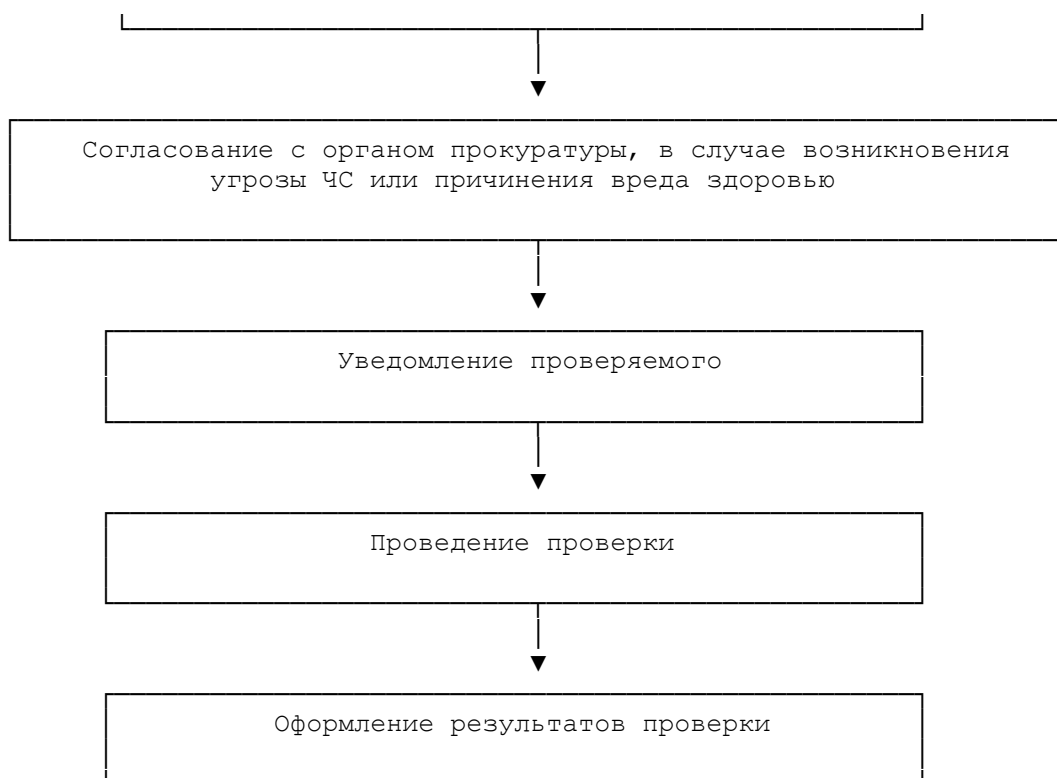 Согласование с органом прокуратуры, в случае возникновения
угрозы ЧС или причинения вреда здоровью
Уведомление проверяемого
Проведение проверки
Оформление результатов проверки